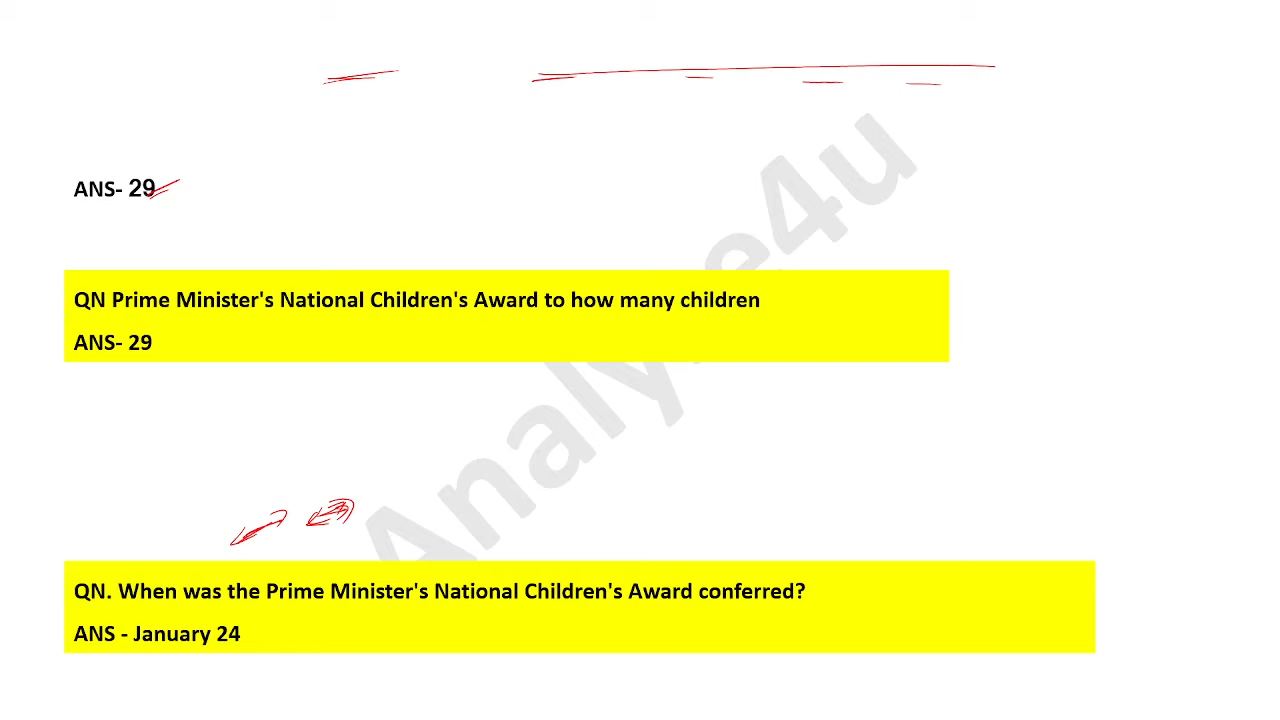 ANS- 29
QN Prime Minister's National Children's Award to how many children
ANS- 29
QN. When was the Prime Minister's National Children's Award conferred?
ANS - January 24